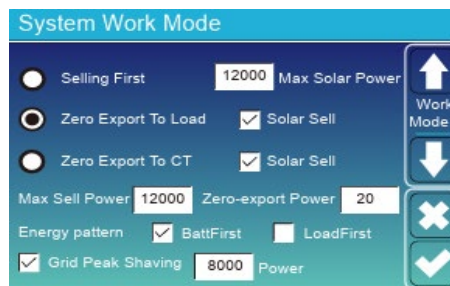 System Work Mode
Selling First 12000 Max Solar Power
Work Mode
Zero Export To Load Solar Sell
Zero Export To CT Solar Sell
Max Sell Power 12000 Zero-export Power 20
Energy pattern BattFirst LoadFirst
Grid Peak Shaving 8000 Power